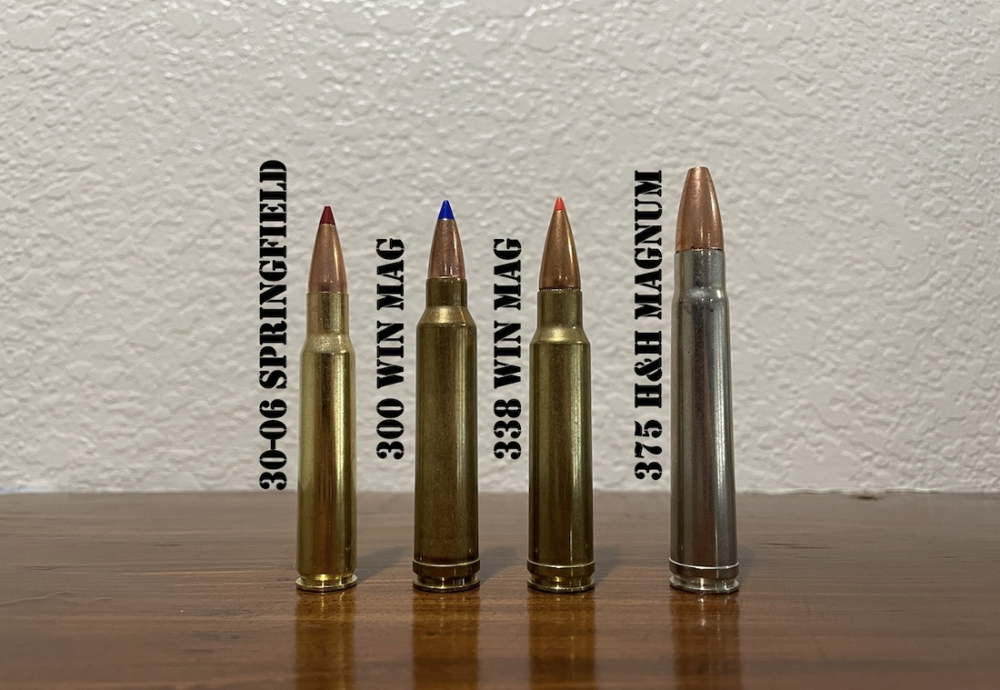 30-06 SPRINGFIELD
300 WIN MAG
338 WIN MAG
375 H&H MAGNUM